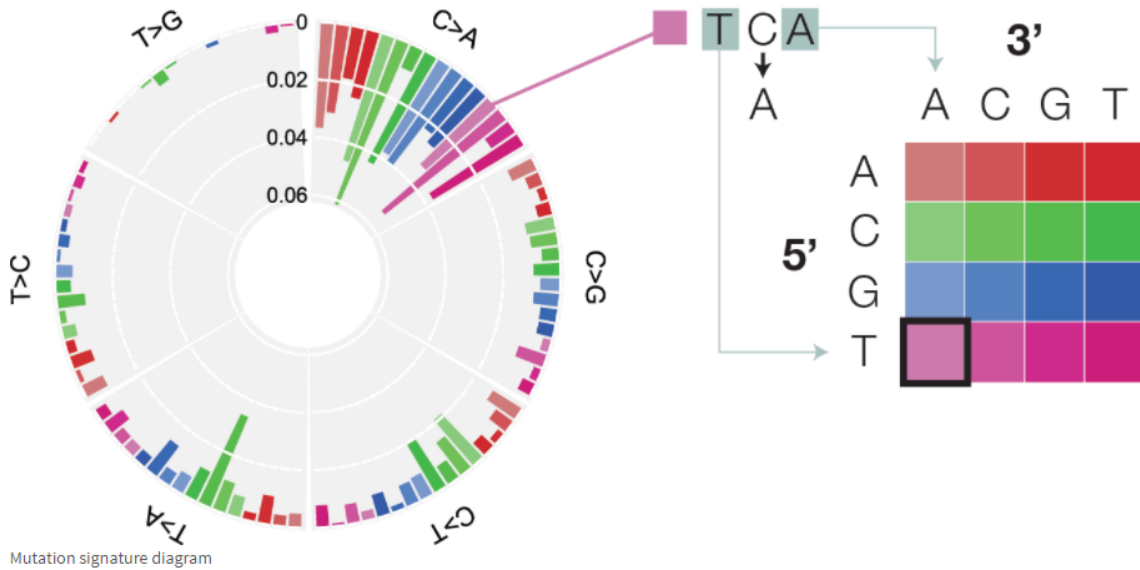 T>G
C>A
0
0.02
0.04
0.06
T>C
C>G
T>A
C>T
T C A
A
3’
A C G T
5’
A
C
G
T
Mutation signature diagram